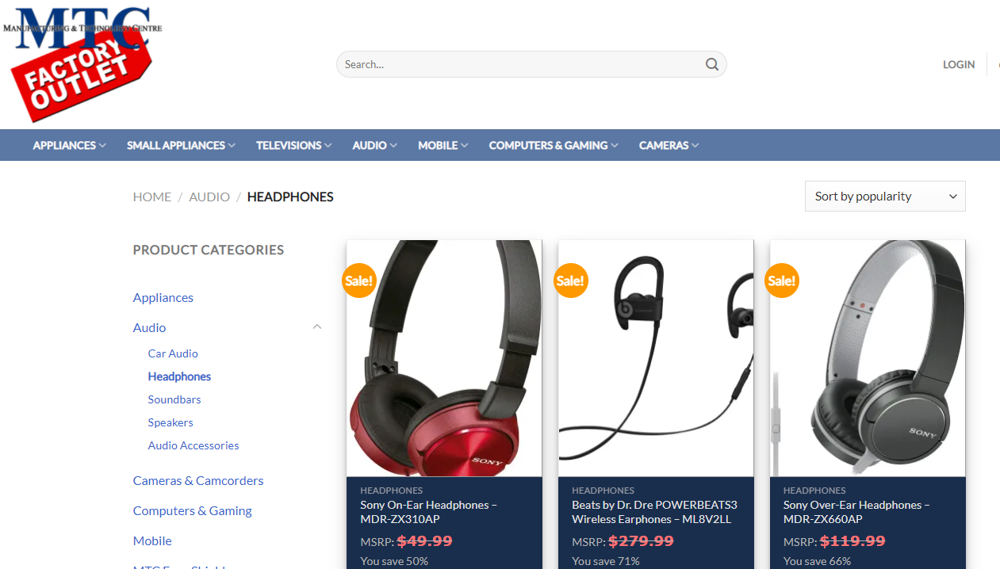 MTC
MANUFACTURING & TECHNOLOGY CENTRE
FACTORY
OUTLET
Search...
LOGIN
APPLIANCES
SMALL APPLIANCES
TELEVISIONS
AUDIO
MOBILE
COMPUTERS & GAMING
CAMERAS
HOME / AUDIO / HEADPHONES
Sort by popularity
PRODUCT CATEGORIES
Appliances
Audio
Car Audio
Headphones
Soundbars
Speakers
Audio Accessories
Cameras & Camcorders
Computers & Gaming
Mobile
Sale!
SONY
HEADPHONES
Sony On-Ear Headphones –
MDR-ZX310AP
MSRP: $49.99
You save 50%
Sale!
HEADPHONES
Beats by Dr. Dre POWERBEATS3
Wireless Earphones – ML8V2LL
MSRP: $279.99
You save 71%
Sale!
SONY
HEADPHONES
Sony Over-Ear Headphones –
MDR-ZX660AP
MSRP: $119.99
You save 66%